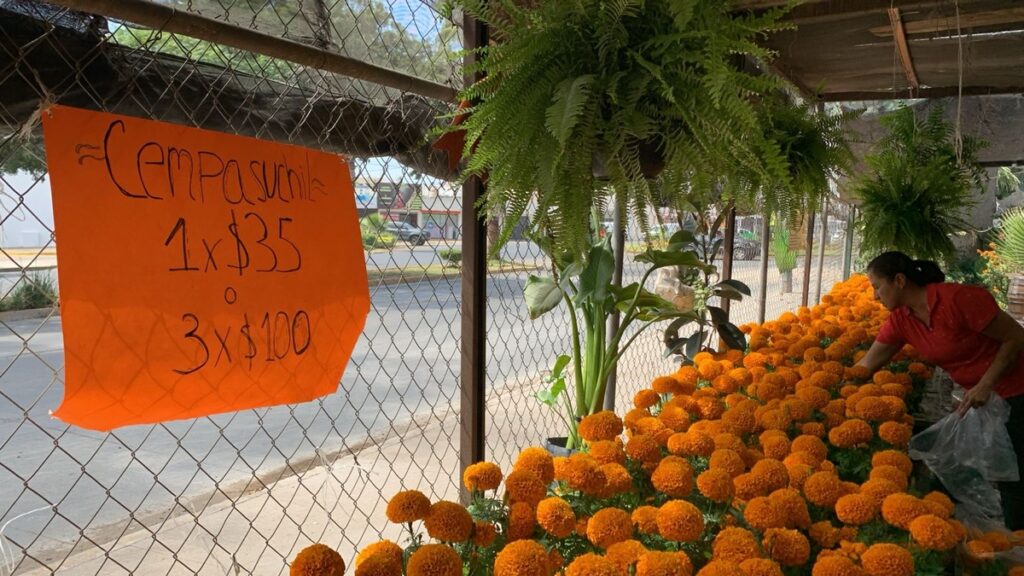 ≈Cempasuchil≈
1x$35
o
3x$100